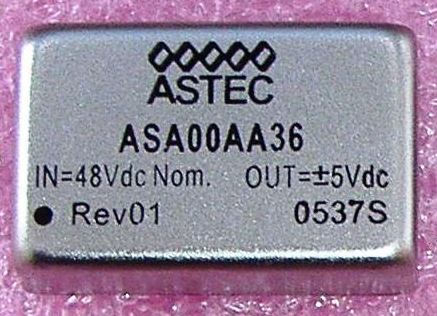 ASTEC
ASA00AA36
IN=48Vdc Nom. OUT=±5Vdc
Rev01 0537S